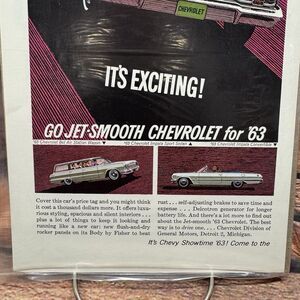 CHEVROLET
IT'S EXCITING!
GO JET-SMOOTH CHEVROLET for '63
'63 Chevrolet Bel Air Station Wagon ▼
'63 Chevrolet Impala Sport Sedan ▲
'63 Chevrolet Impala Convertible ▼
Cover this car's price tag and you might think
it cost a thousand dollars more. It offers luxu-
rious styling, spacious and silent interiors . . .
plus a lot of things to keep it looking and
running like a new car: new flush-and-dry
rocker panels on its Body by Fisher to beat
rust . . . self-adjusting brakes to save time and
expense . . . Delcotron generator for longer
battery life. And there's a lot more to find out
about the Jet-smooth '63 Chevrolet. The best
way is to drive one. . . . Chevrolet Division of
General Motors, Detroit 2, Michigan.
It's Chevy Showtime '63! Come to the